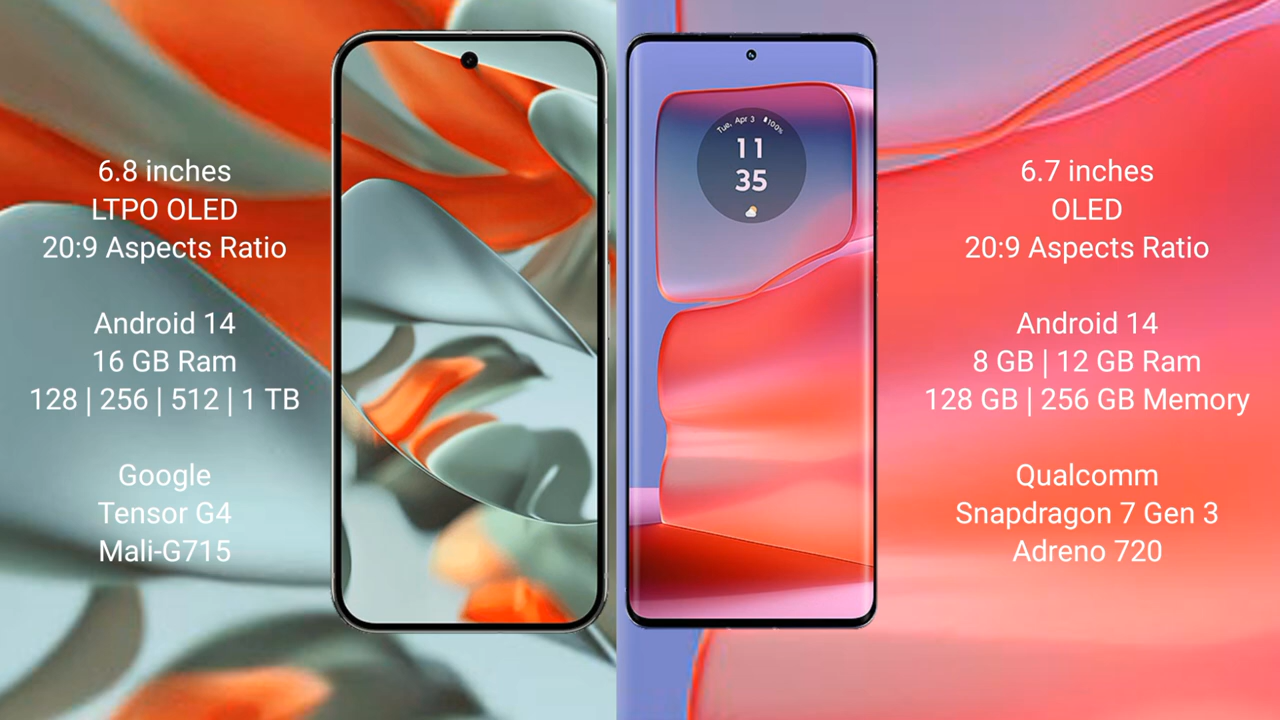 6.8 inches
LTPO OLED
20:9 Aspects Ratio
Android 14
16 GB Ram
128 | 256 | 512 | 1 TB
Google
Tensor G4
Mali-G715
Tue, Apr 3 100%
11
35
6.7 inches
OLED
20:9 Aspects Ratio
Android 14
8 GB | 12 GB Ram
128 GB | 256 GB Memory
Qualcomm
Snapdragon 7 Gen 3
Adreno 720